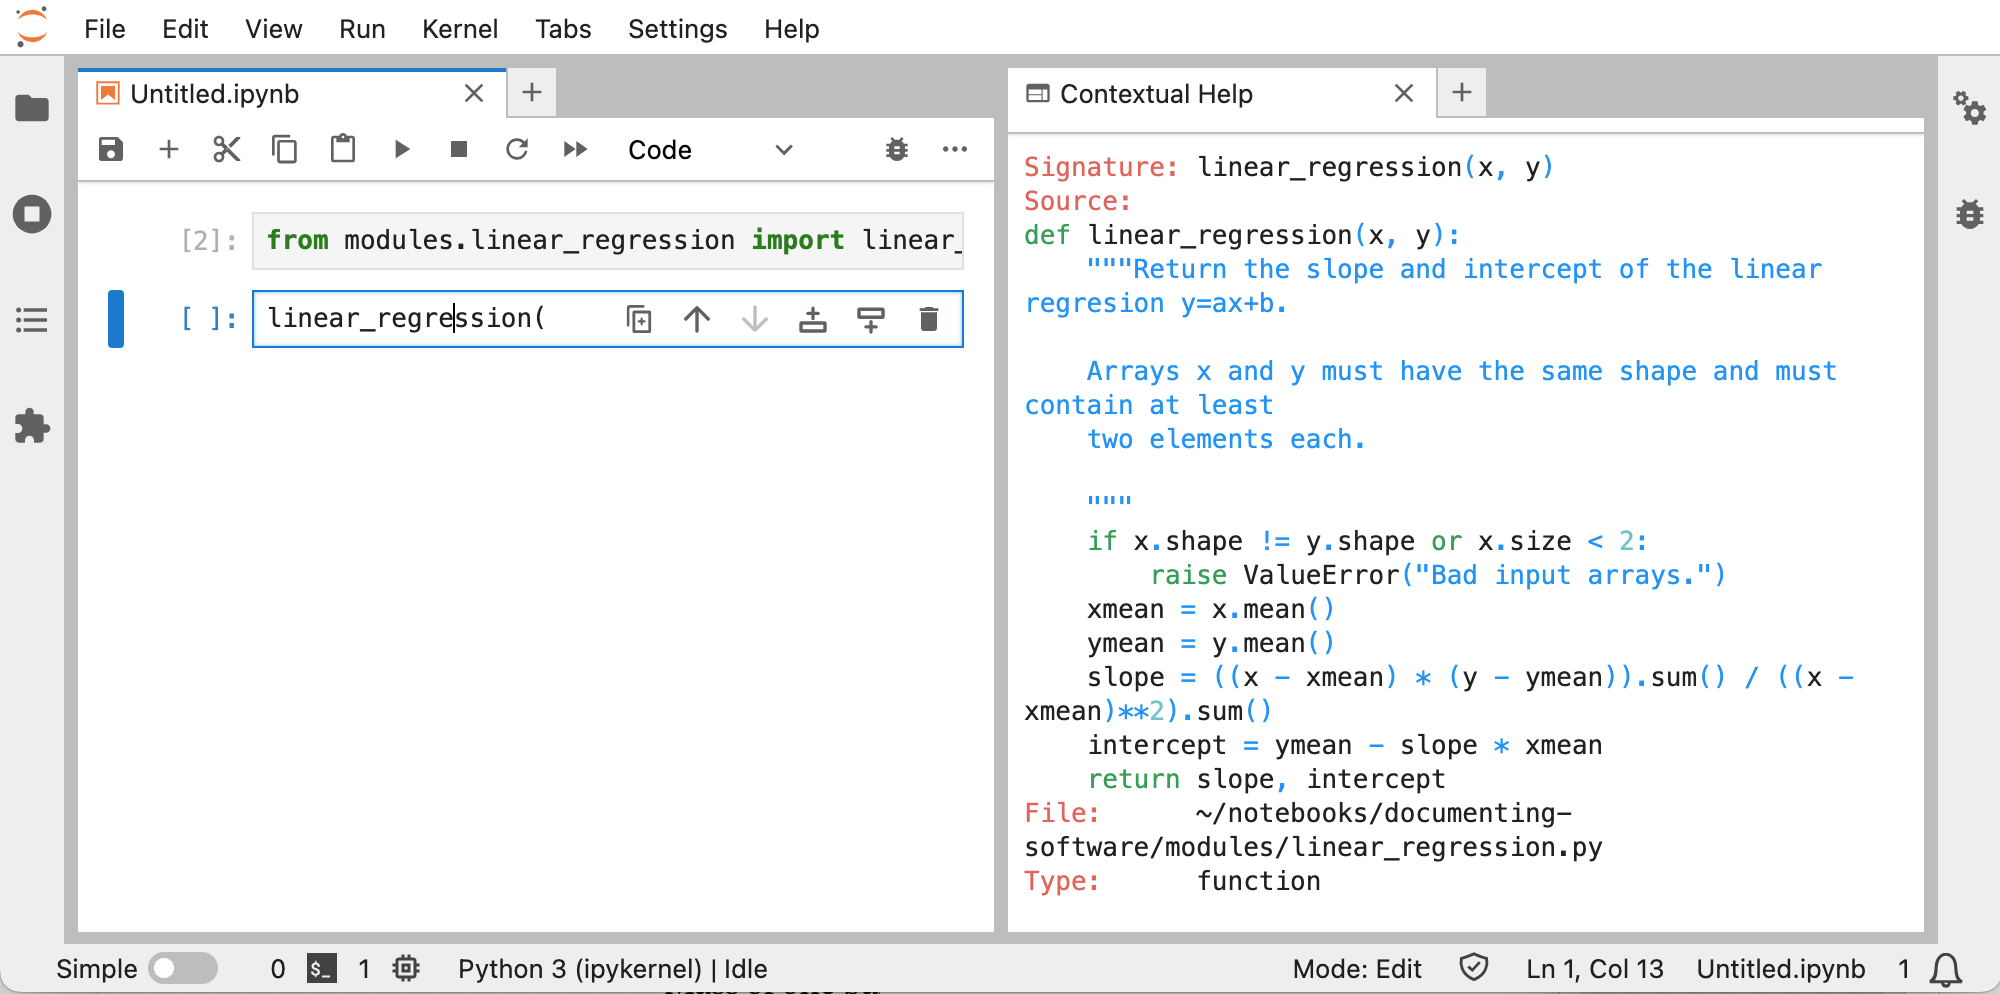 File Edit View Run Kernel Tabs Settings Help
Untitled.ipynb
Contextual Help
Code
[2]: from modules.linear_regression import linear_
[ ]: linear_regression(
Signature: linear_regression(x, y)
Source:
def linear_regression(x, y):
"""Return the slope and intercept of the linear
regresion y=ax+b.
Arrays x and y must have the same shape and must
contain at least
two elements each.
"""
if x.shape != y.shape or x.size < 2:
raise ValueError("Bad input arrays.")
xmean = x.mean()
ymean = y.mean()
slope = ((x - xmean) * (y - ymean)).sum() / ((x -
xmean)**2).sum()
intercept = ymean - slope * xmean
return slope, intercept
File: ~/notebooks/documenting-
software/modules/linear_regression.py
Type: function
Simple 0 $_ 1 Python 3 (ipykernel) | Idle Mode: Edit Ln 1, Col 13 Untitled.ipynb 1